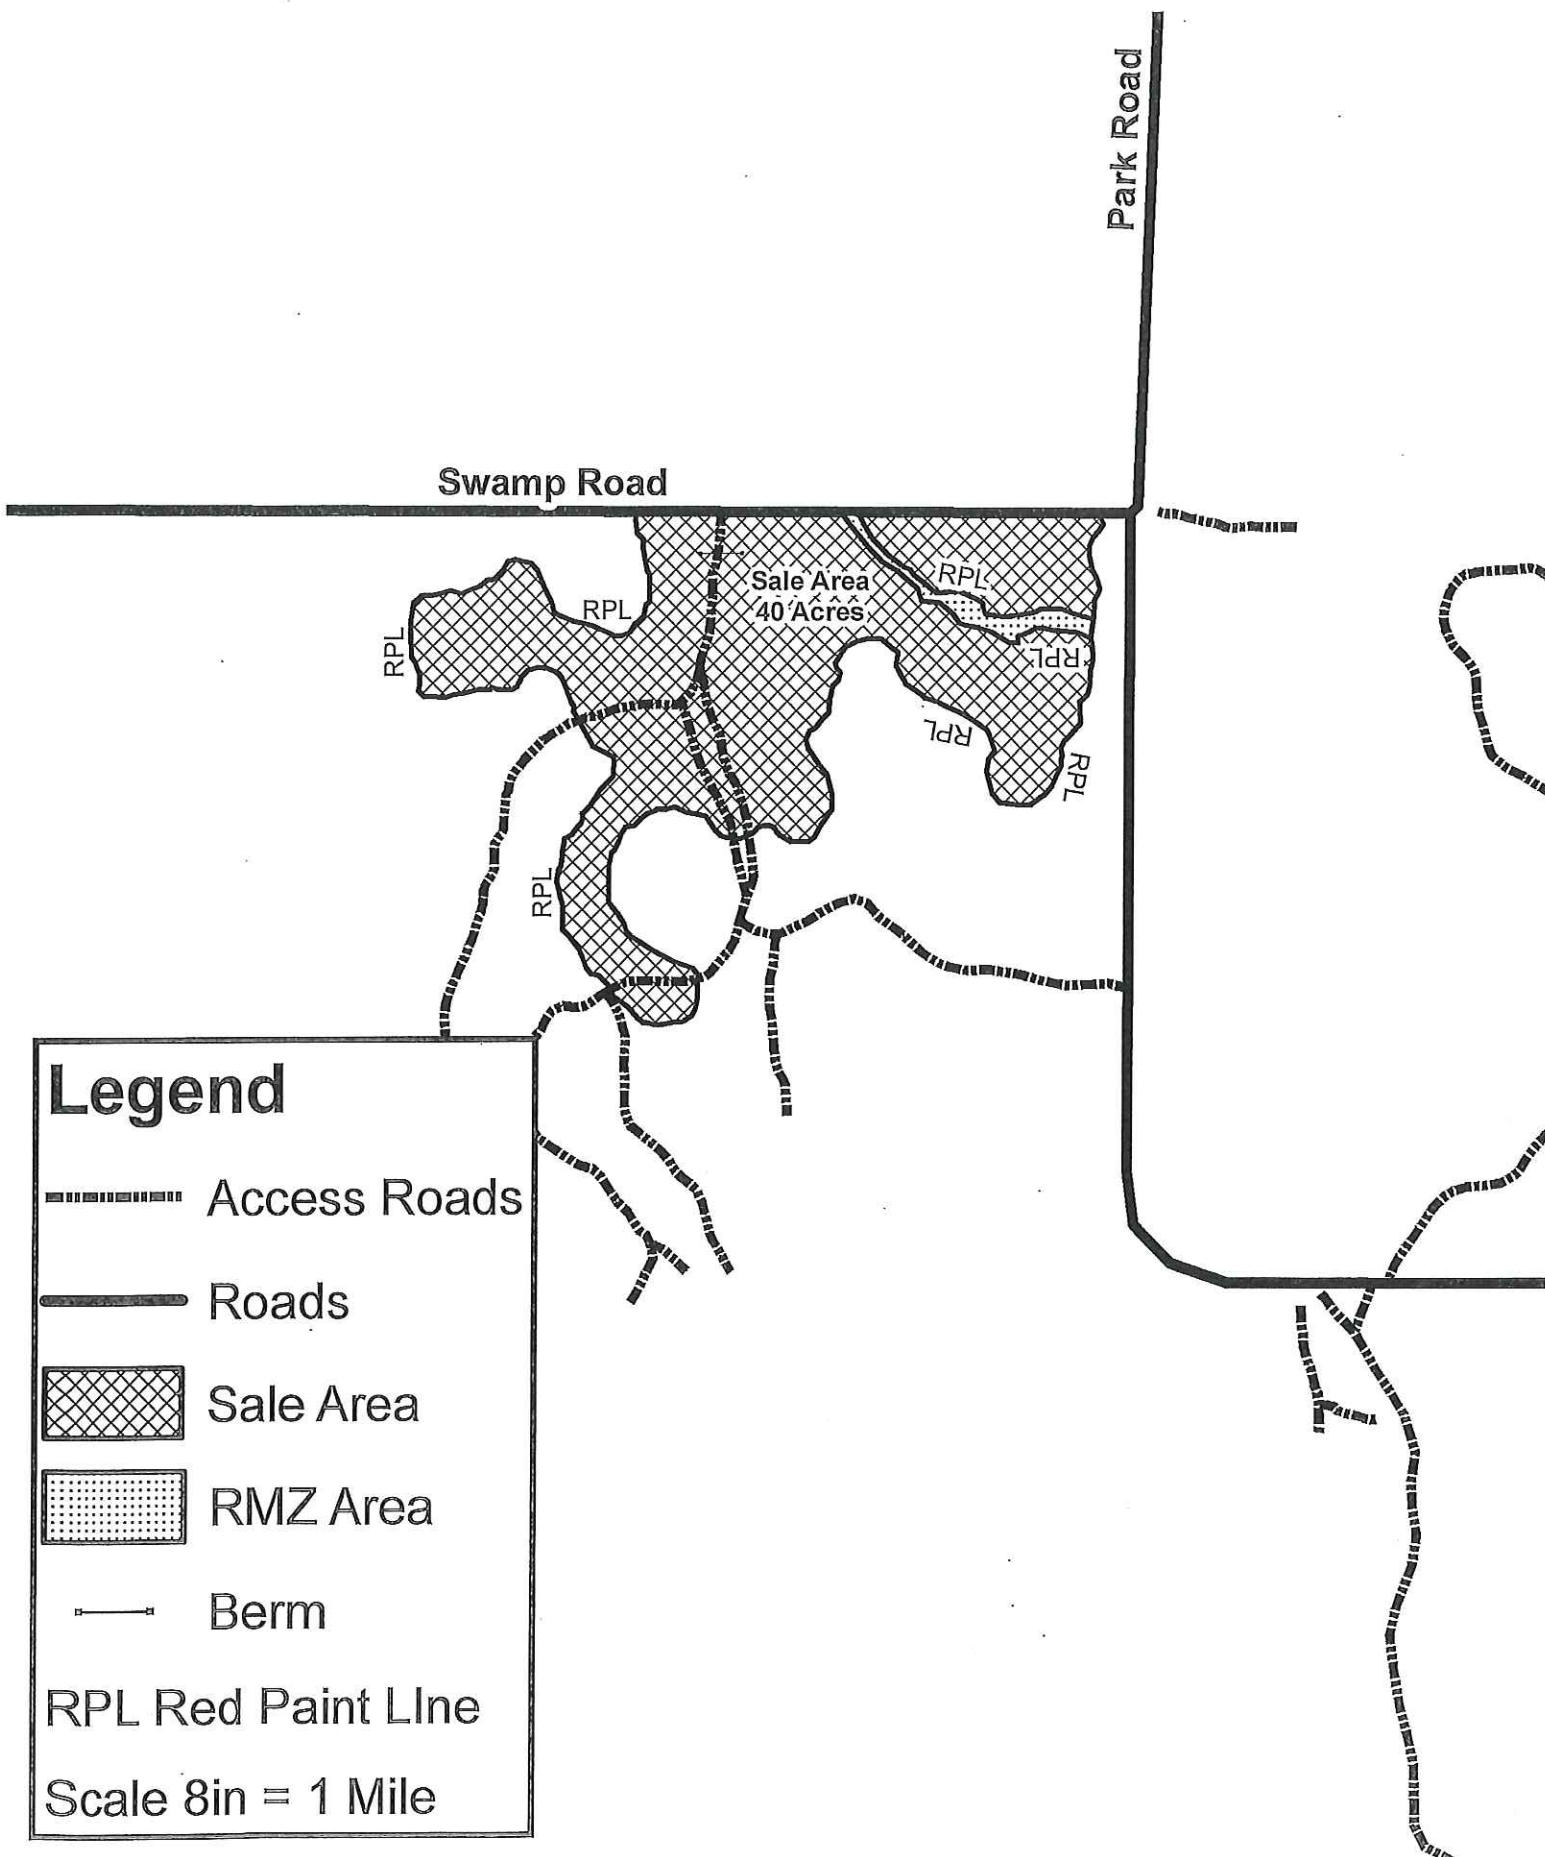 Park Road
Swamp Road
Sale Area
40 Acres
RPL
RPL
RPL
RPL
RPL
RPL
RPL
Legend
Access Roads
Roads
Sale Area
RMZ Area
Berm
RPL Red Paint LIne
Scale 8in = 1 Mile